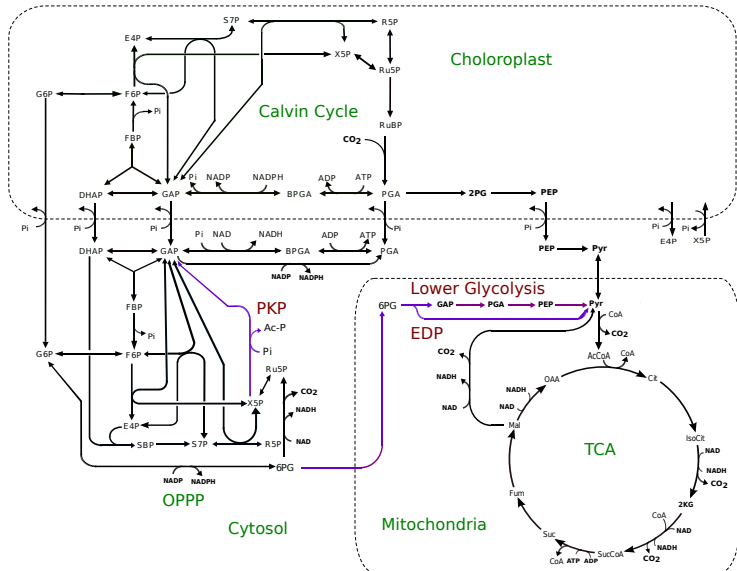 S7P
R5P
E4P
X5P
Choloroplast
Ru5P
G6P
F6P
Pi
Calvin Cycle
RuBP
FBP
CO2
Pi
NADP
NADPH
ADP
ATP
DHAP
GAP
BPGA
PGA
2PG
PEP
Pi
Pi
Pi
Pi
Pi
Pi
E4P
X5P
Pi
NAD
NADH
ADP
ATP
DHAP
GAP
BPGA
PGA
PEP
Pyr
NADP
NADPH
Lower Glycolysis
FBP
PKP
6PG
GAP
PGA
PEP
Pyr
CoA
Ac-P
EDP
CO2
Pi
Pi
G6P
F6P
CO2
AcCoA
CoA
Ru5P
NADH
OAA
Cit
CO2
NADH
X5P
NADH
NAD
NAD
E4P
Mal
SBP
S7P
R5P
NAD
IsoCit
TCA
NAD
6PG
NADH
NADP
NADPH
CO2
OPPP
Fum
2KG
Cytosol
Mitochondria
CoA
NAD
Suc
NADH
SucCoA
CO2
CoA
ATP
ADP